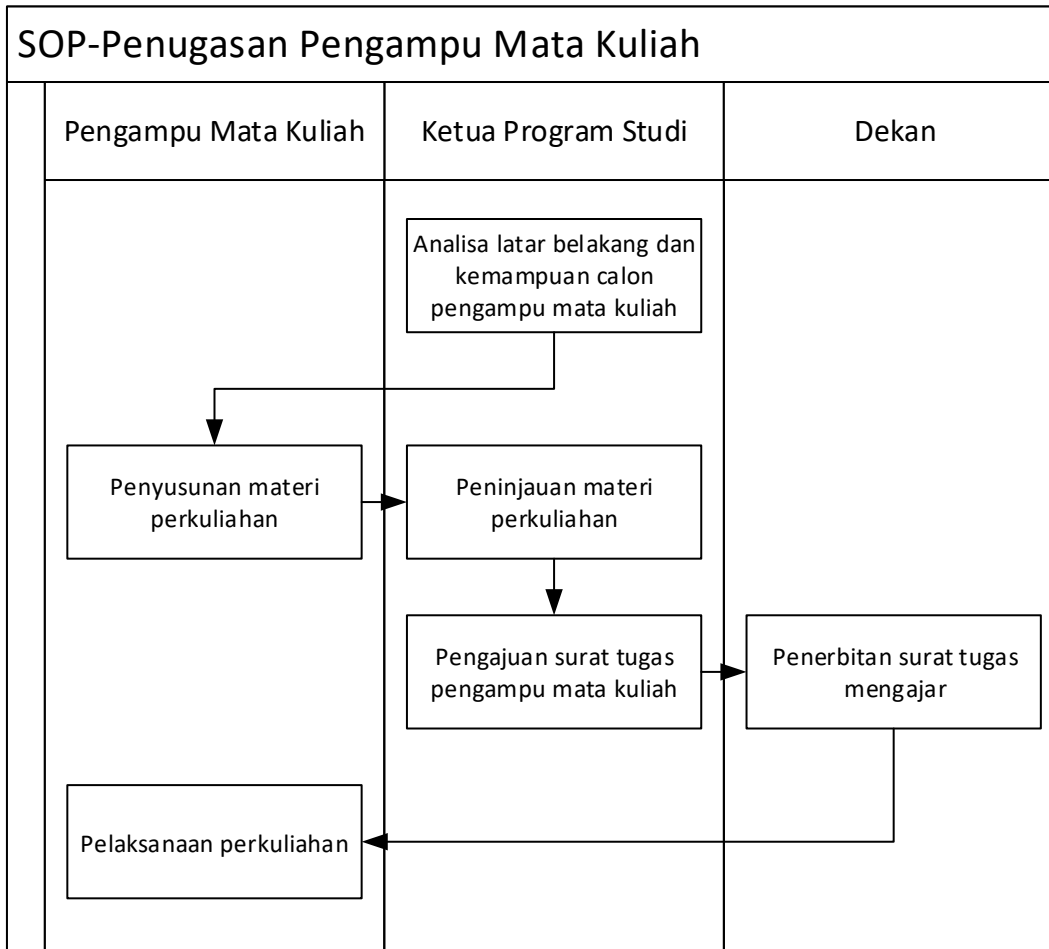 SOP-Penugasan Pengampu Mata Kuliah
Pengampu Mata Kuliah
Ketua Program Studi
Dekan
Analisa latar belakang dan
kemampuan calon
pengampu mata kuliah
Penyusunan materi
perkuliahan
Peninjauan materi
perkuliahan
Pengajuan surat tugas
pengampu mata kuliah
Penerbitan surat tugas
mengajar
Pelaksanaan perkuliahan